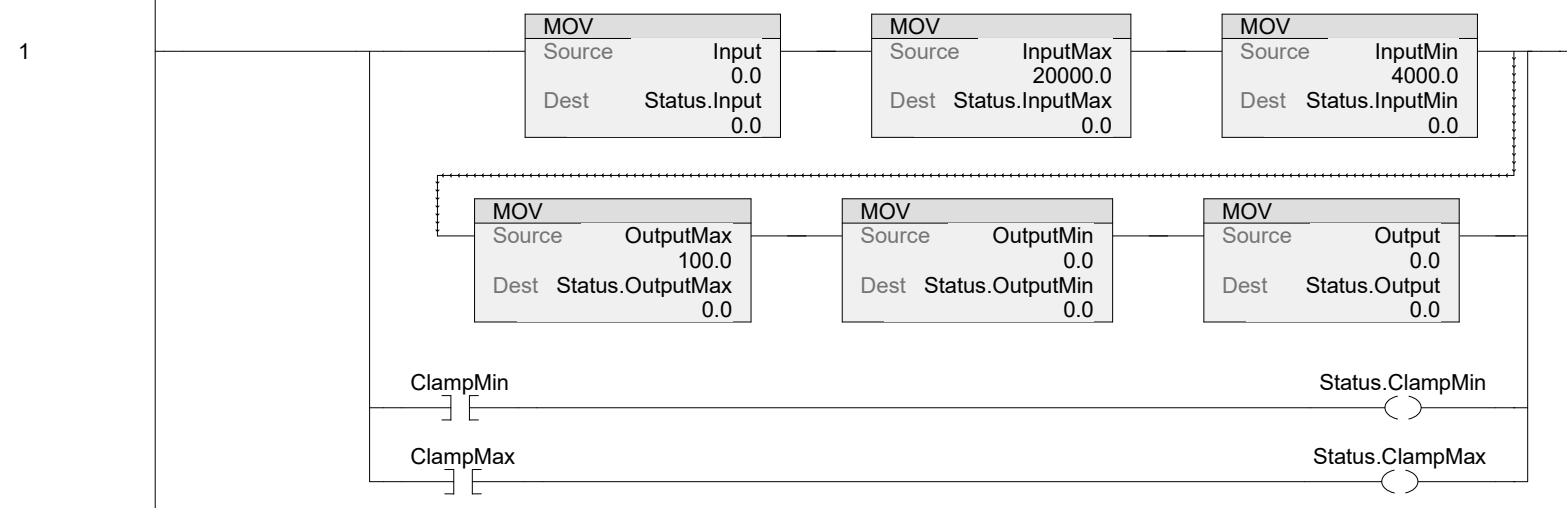 MOV MOV MOV
1 Source Input Source InputMax Source InputMin
0.0 20000.0 4000.0
Dest Status.Input Dest Status.InputMax Dest Status.InputMin
0.0 0.0 0.0
MOV MOV MOV
Source OutputMax Source OutputMin Source Output
100.0 0.0 0.0
Dest Status.OutputMax Dest Status.OutputMin Dest Status.Output
0.0 0.0 0.0
ClampMin Status.ClampMin
ClampMax Status.ClampMax